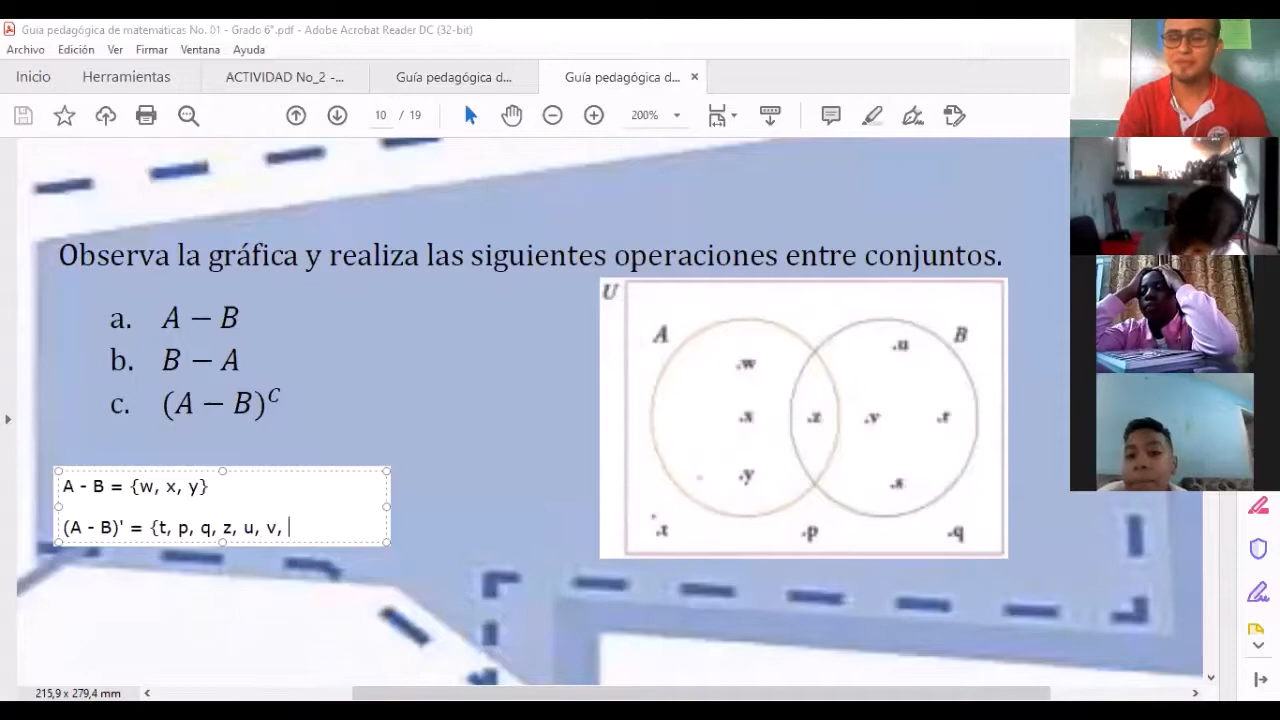 Guía pedagógica de matemáticas No. 01 - Grado 6°.pdf - Adobe Acrobat Reader DC (32-bit)
Archivo Edición Ver Firmar Ventana Ayuda
Inicio Herramientas ACTIVIDAD No_2 -... Guía pedagógica d... Guía pedagógica d... ×
10 / 19 200%
Observa la gráfica y realiza las siguientes operaciones entre conjuntos.
a. A − B
b. B − A
c. (A − B)ᶜ
U
A B
.u
.w
.x .z .v .r
.y .s
.t .p .q
A - B = {w, x, y}
(A - B)' = {t, p, q, z, u, v,
215,9 x 279,4 mm